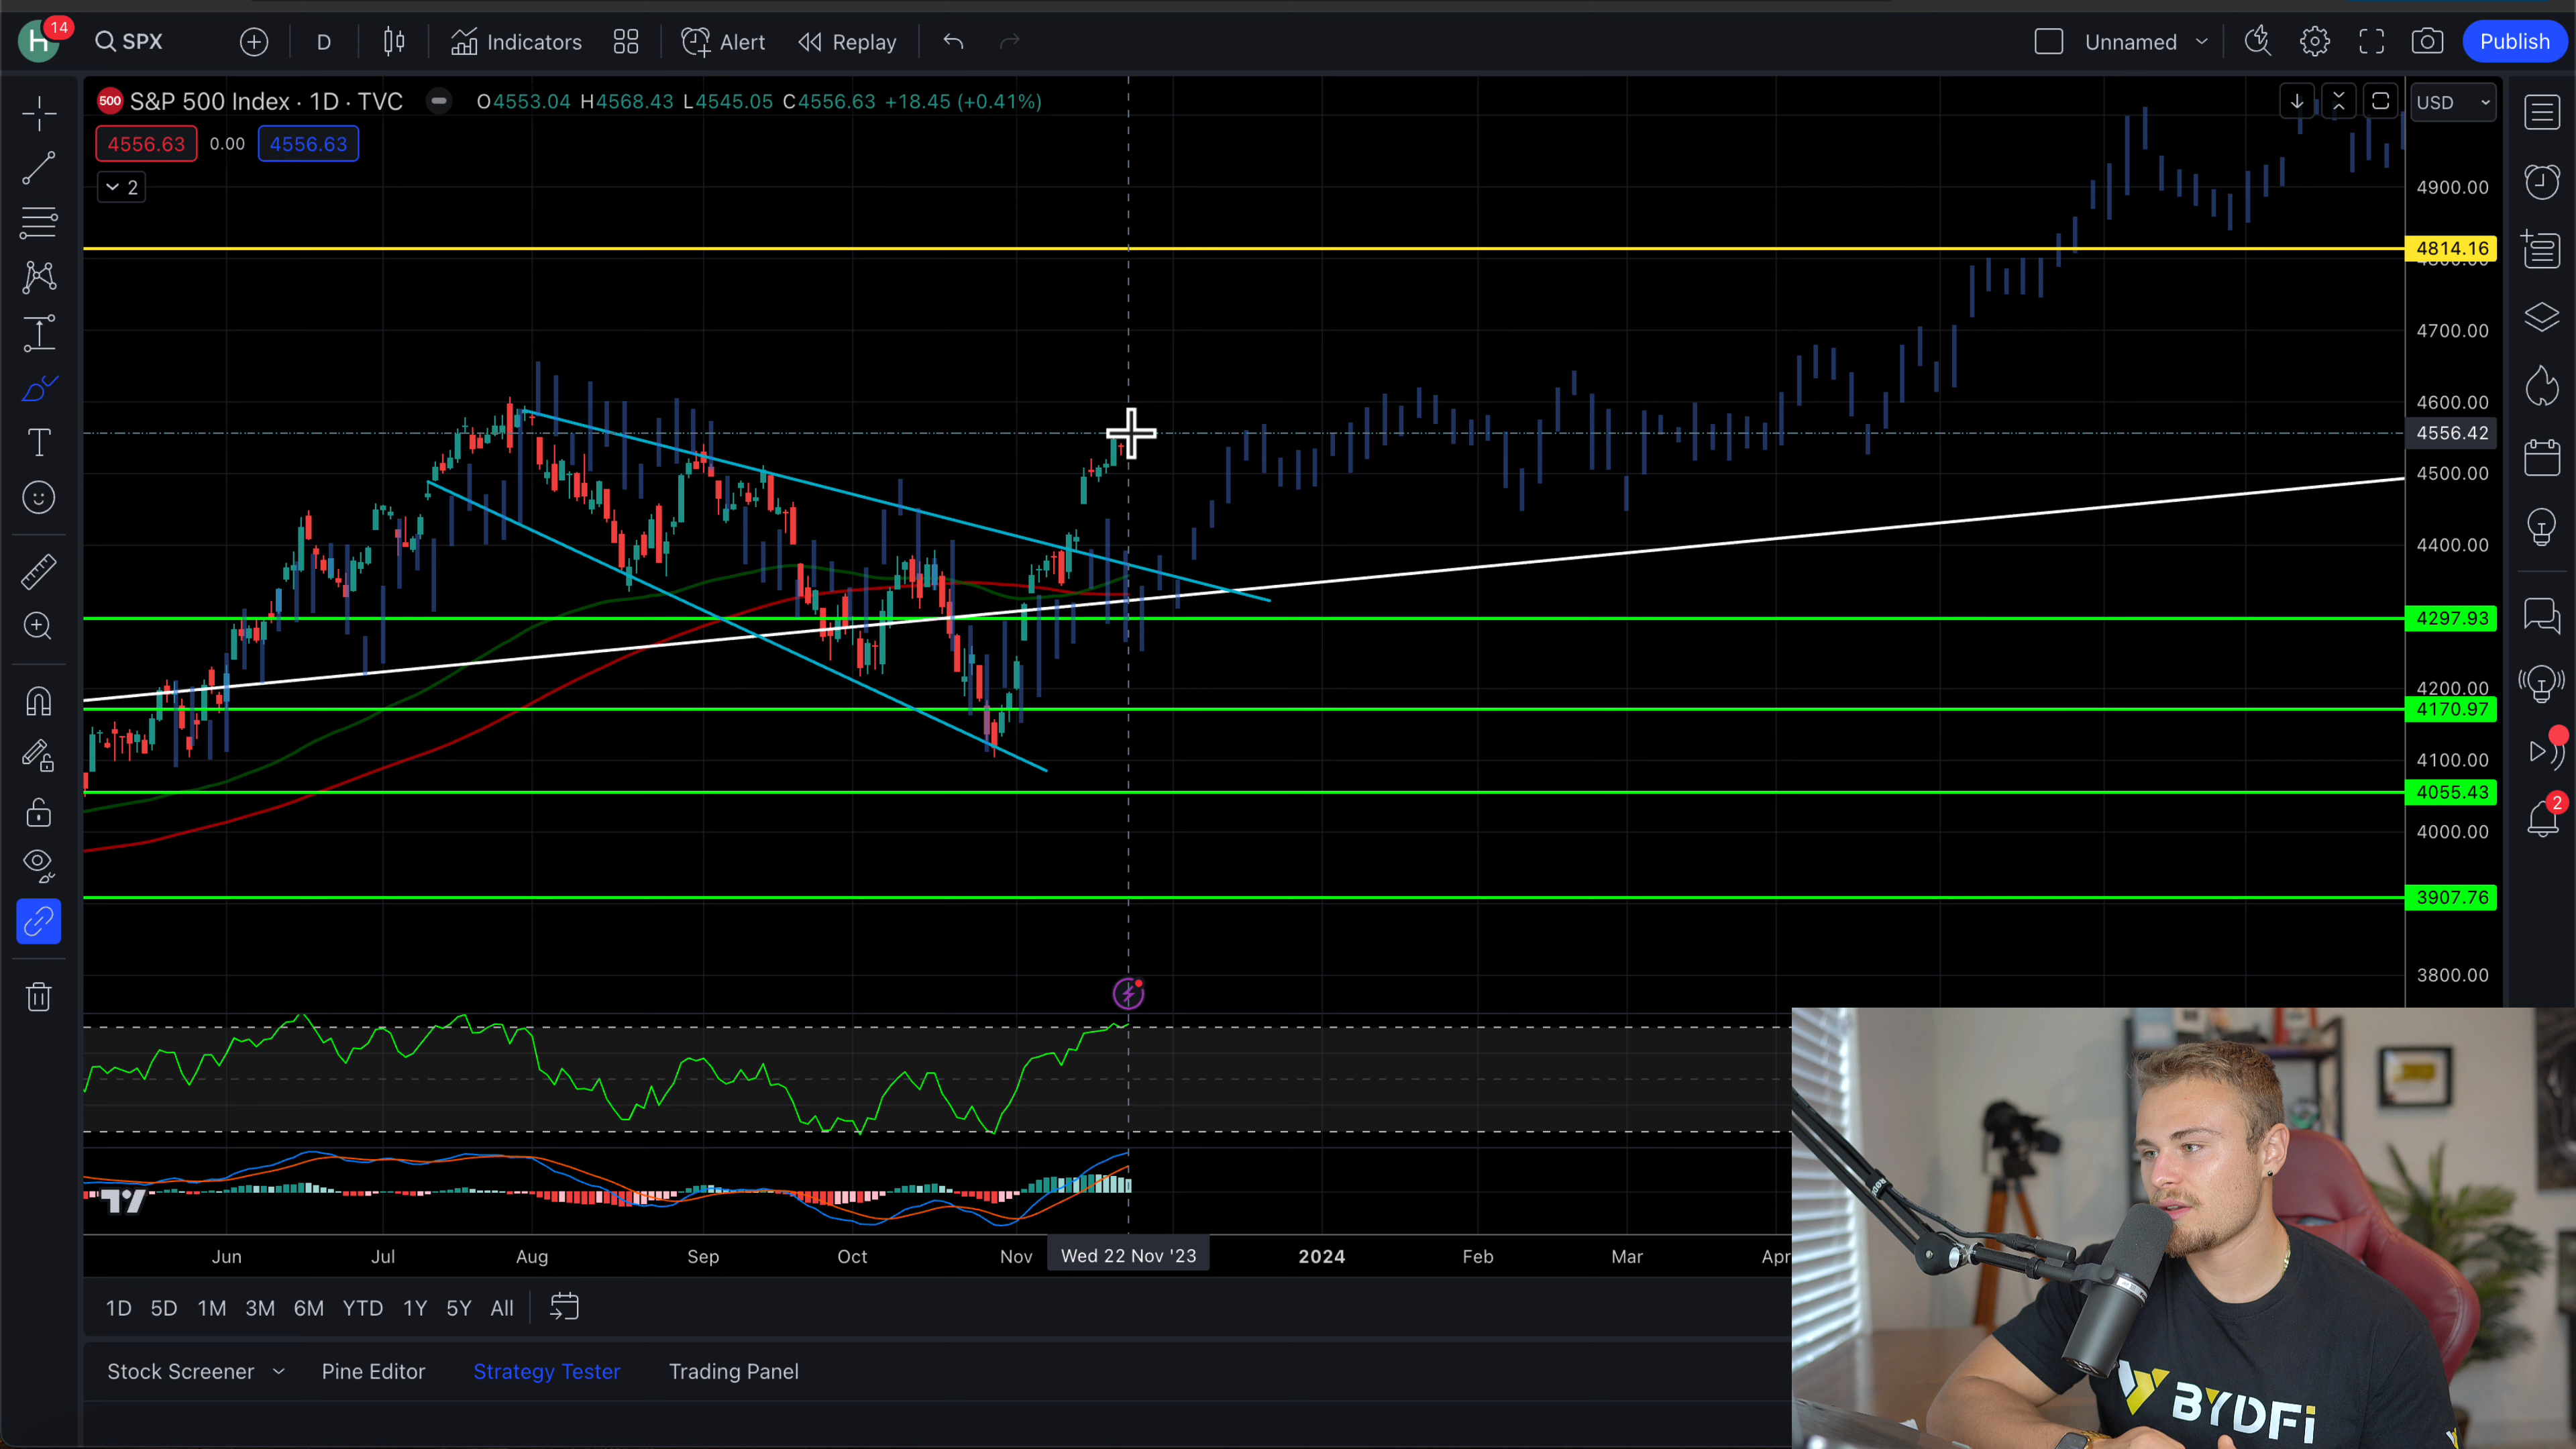 H 14 SPX D Indicators Alert Replay Unnamed Publish
500 S&P 500 Index · 1D · TVC O4553.04 H4568.43 L4545.05 C4556.63 +18.45 (+0.41%) USD
4556.63 0.00 4556.63
2
4900.00
4814.16
4700.00
4600.00
4556.42
4500.00
4400.00
4297.93
4200.00
4170.97
4100.00
4055.43
2
4000.00
3907.76
3800.00
Jun Jul Aug Sep Oct Nov Wed 22 Nov '23 2024 Feb Mar Apr
1D 5D 1M 3M 6M YTD 1Y 5Y All
Stock Screener Pine Editor Strategy Tester Trading Panel
BYDFi